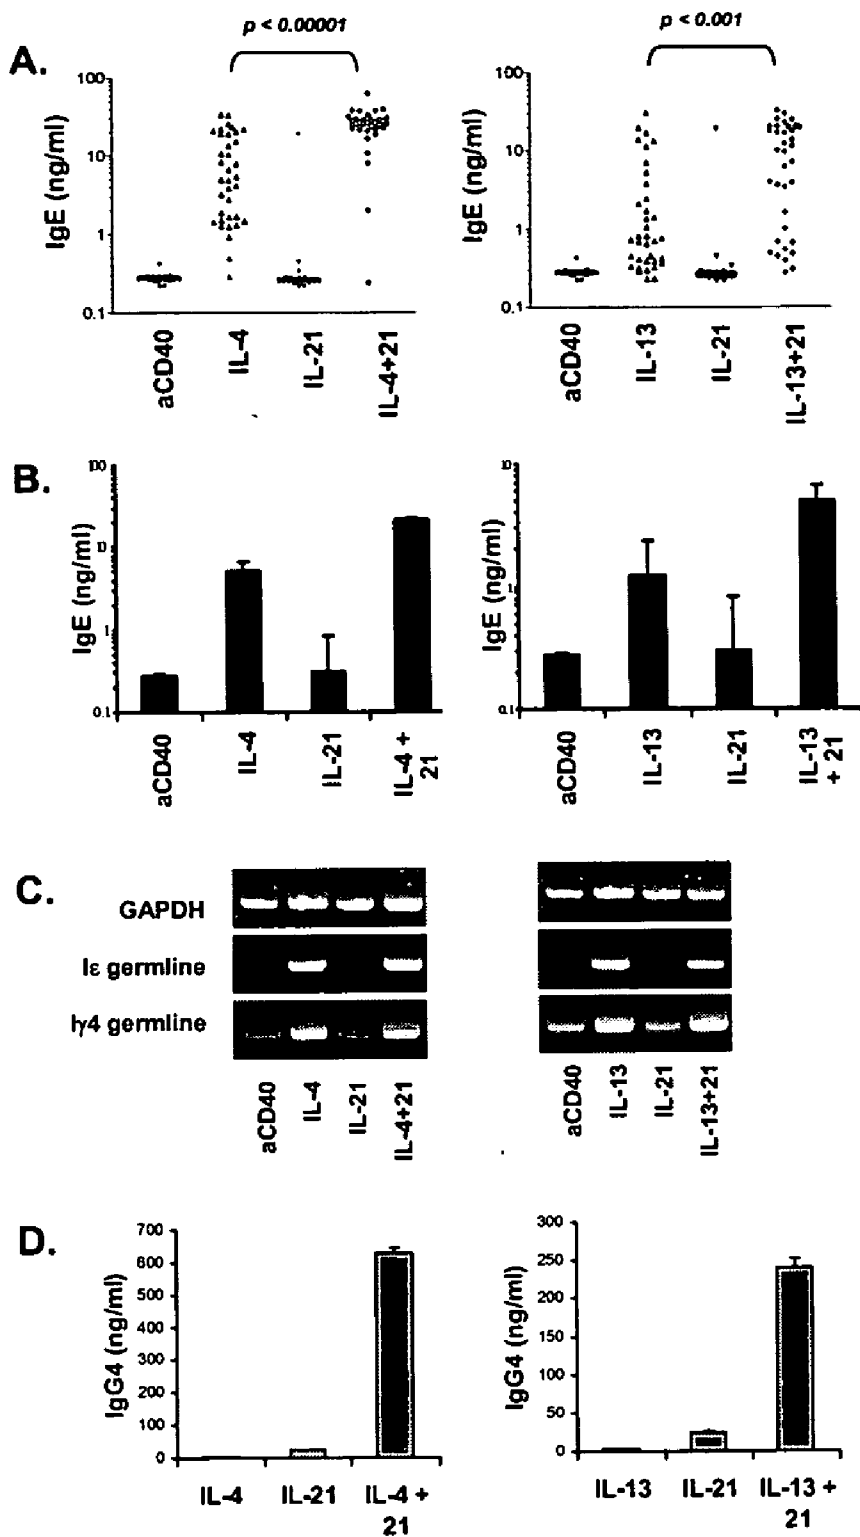 p < 0.00001
p < 0.001
A.
100
10
1
0.1
IgE (ng/ml)
aCD40
IL-4
IL-21
IL-4+21
100
10
1
0.1
IgE (ng/ml)
aCD40
IL-13
IL-21
IL-13+21
B.
100
10
1
0.1
IgE (ng/ml)
aCD40
IL-4
IL-21
IL-4 +
21
10
1
0.1
IgE (ng/ml)
aCD40
IL-13
IL-21
IL-13
+ 21
C.
GAPDH
Iε germline
Iγ4 germline
aCD40
IL-4
IL-21
IL-4+21
aCD40
IL-13
IL-21
IL-13+21
D.
700
600
500
400
300
200
100
0
IgG4 (ng/ml)
IL-4
IL-21
IL-4 +
21
300
250
200
150
100
50
0
IgG4 (ng/ml)
IL-13
IL-21
IL-13 +
21